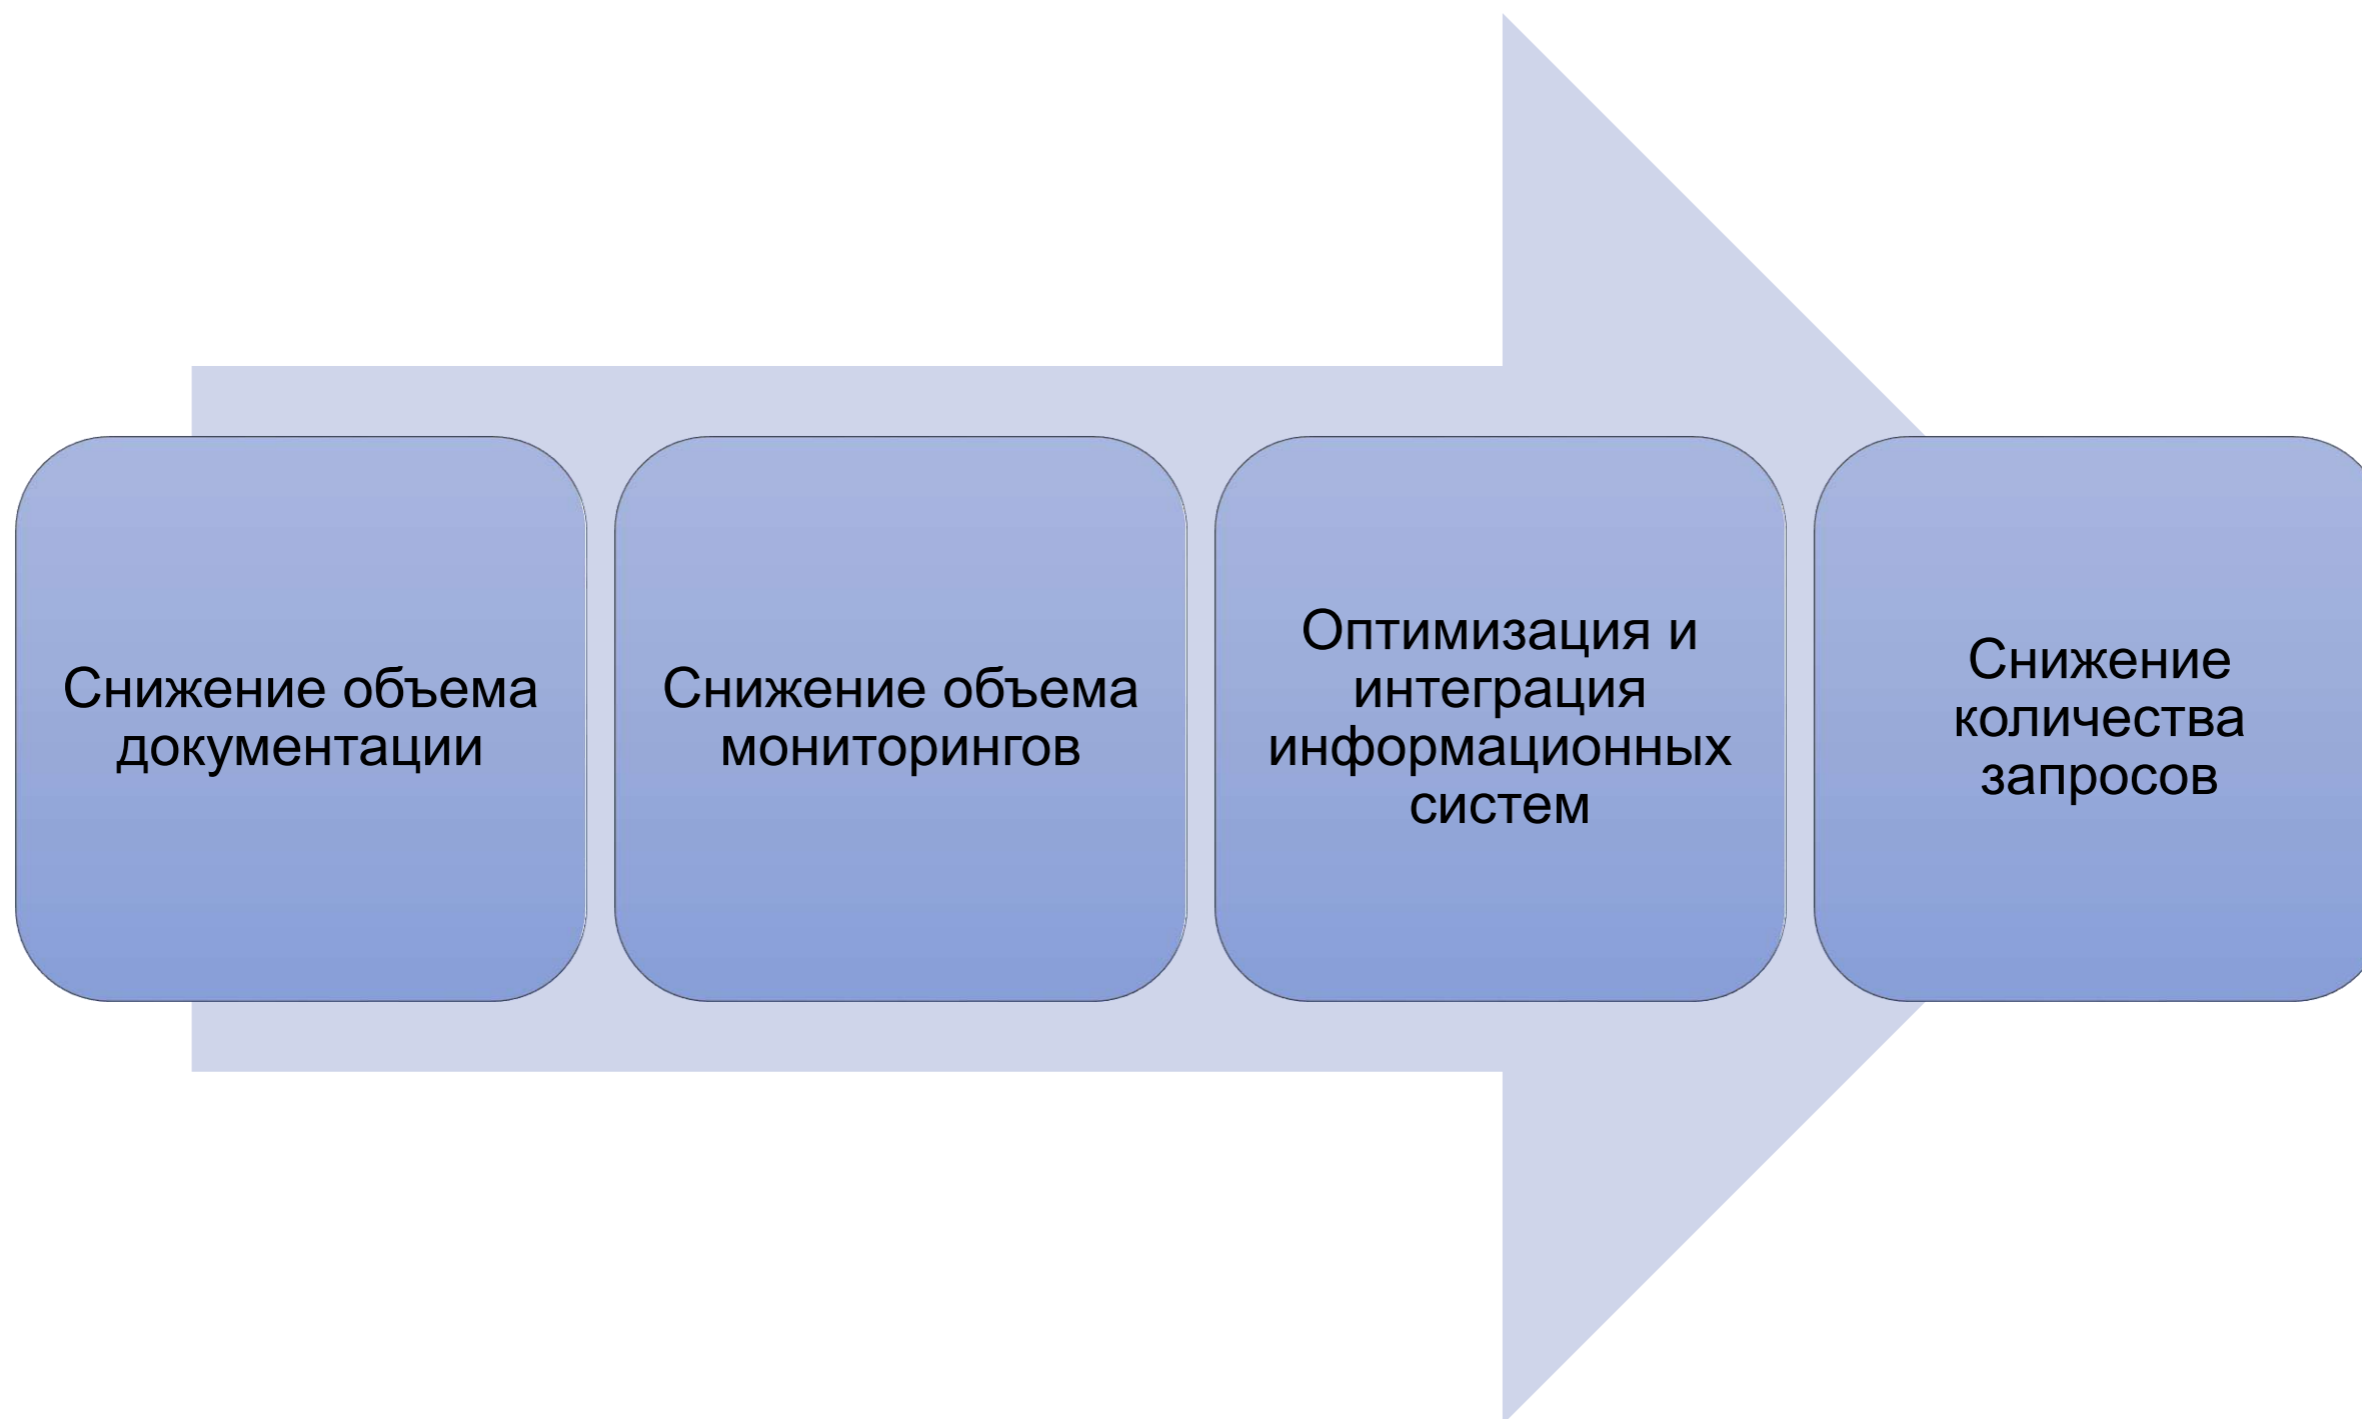 Снижение объема
документации
Снижение объема
мониторингов
Оптимизация и
интеграция
информационных
систем
Снижение
количества
запросов